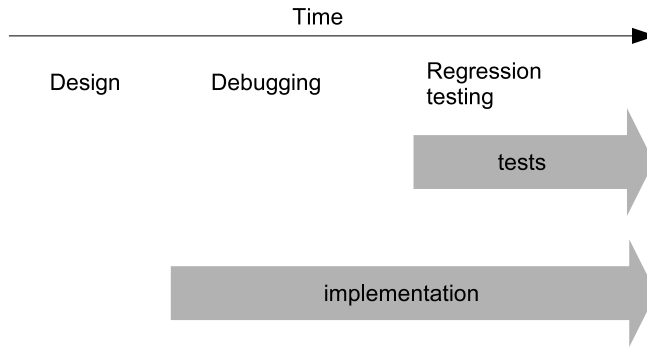 Time
Design
Debugging
Regression
testing
tests
implementation